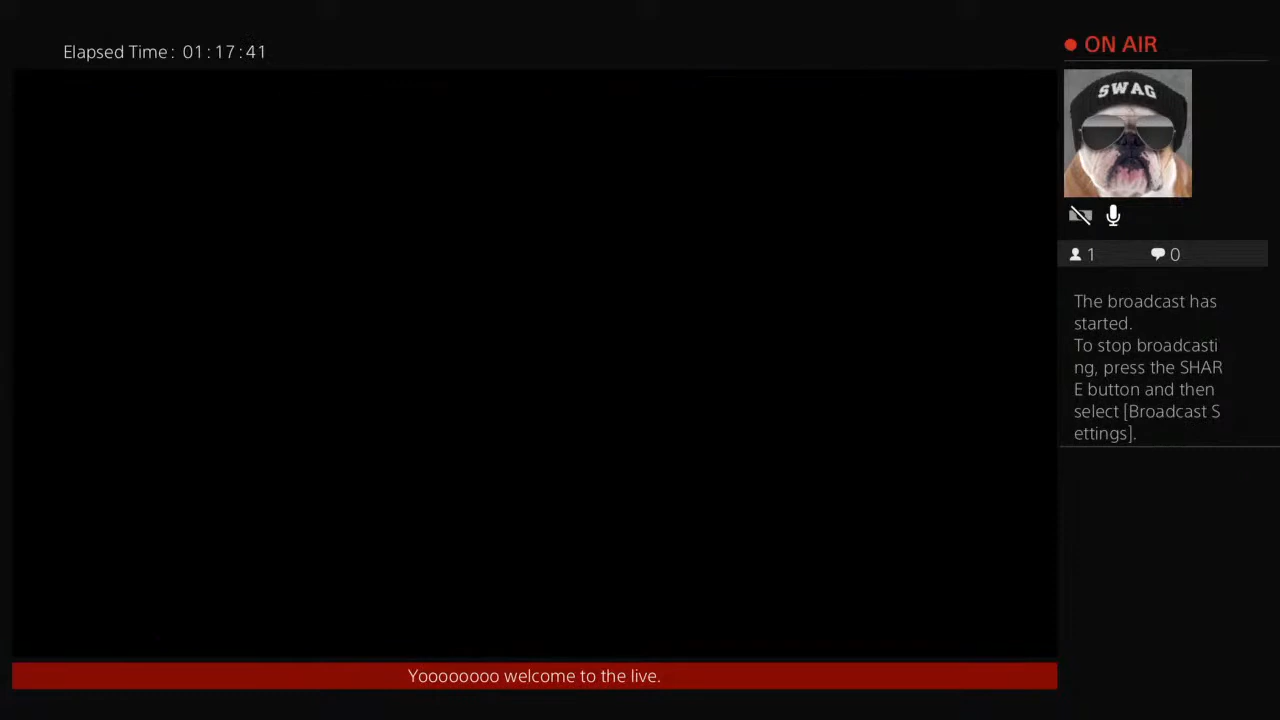 Elapsed Time: 01:17:41
ON AIR
SWAG
1 0
The broadcast has
started.
To stop broadcasti
ng, press the SHAR
E button and then
select [Broadcast S
ettings].
Yoooooooo welcome to the live.